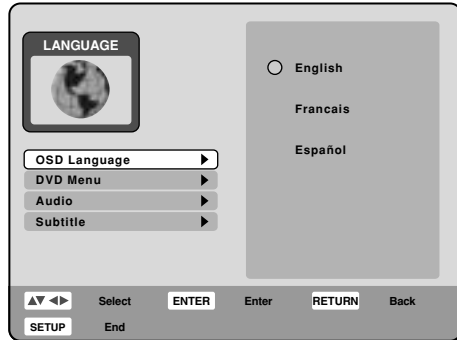 LANGUAGE
OSD Language
DVD Menu
Audio
Subtitle
English
Francais
Español
Select ENTER Enter RETURN Back
SETUP End